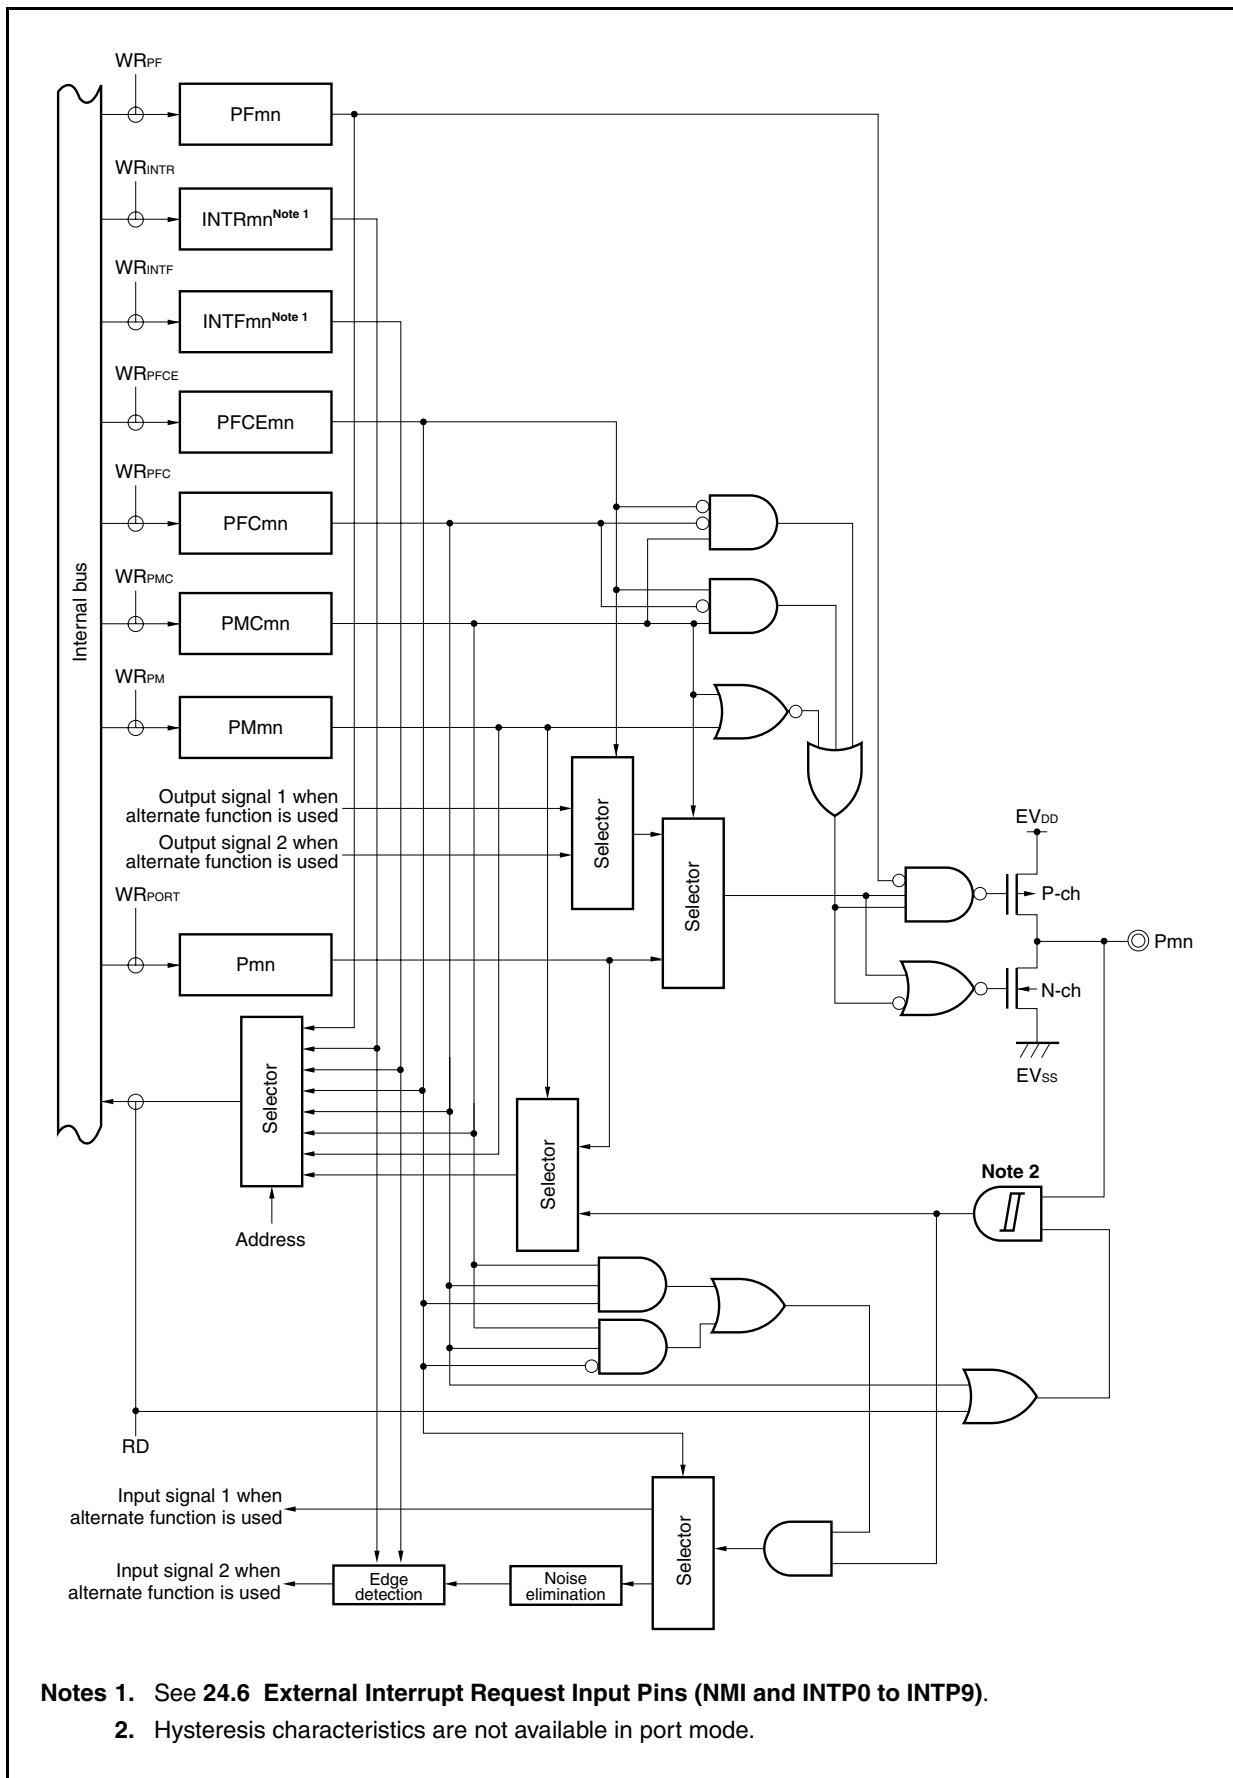 WRPF
PFmn
WRINTR
INTRmnNote 1
WRINTF
INTFmnNote 1
WRPFCE
PFCEmn
WRPFC
PFCmn
WRPMC
PMCmn
Internal bus
WRPM
PMmn
Output signal 1 when
alternate function is used
Output signal 2 when
alternate function is used
Selector
Selector
EVDD
P-ch
WRPORT
Pmn
Pmn
N-ch
EVSS
Selector
Address
Selector
Note 2
RD
Input signal 1 when
alternate function is used
Input signal 2 when
alternate function is used
Edge
detection
Noise
elimination
Selector
Notes 1. See 24.6 External Interrupt Request Input Pins (NMI and INTP0 to INTP9).
2. Hysteresis characteristics are not available in port mode.